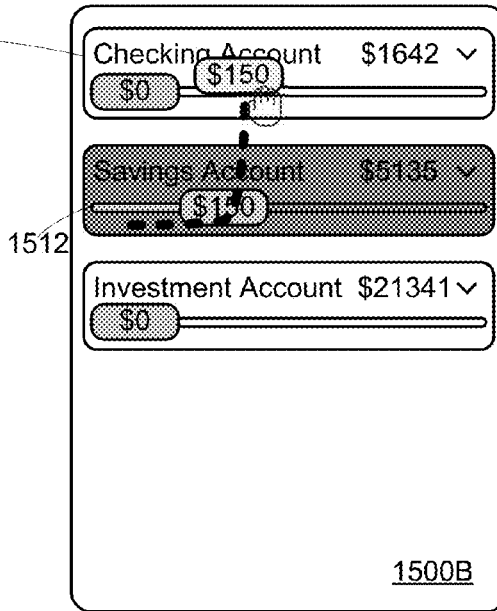 Checking Account $1642
$150
$0
Savings Account $5135
1512
$150
Investment Account $21341
$0
1500B